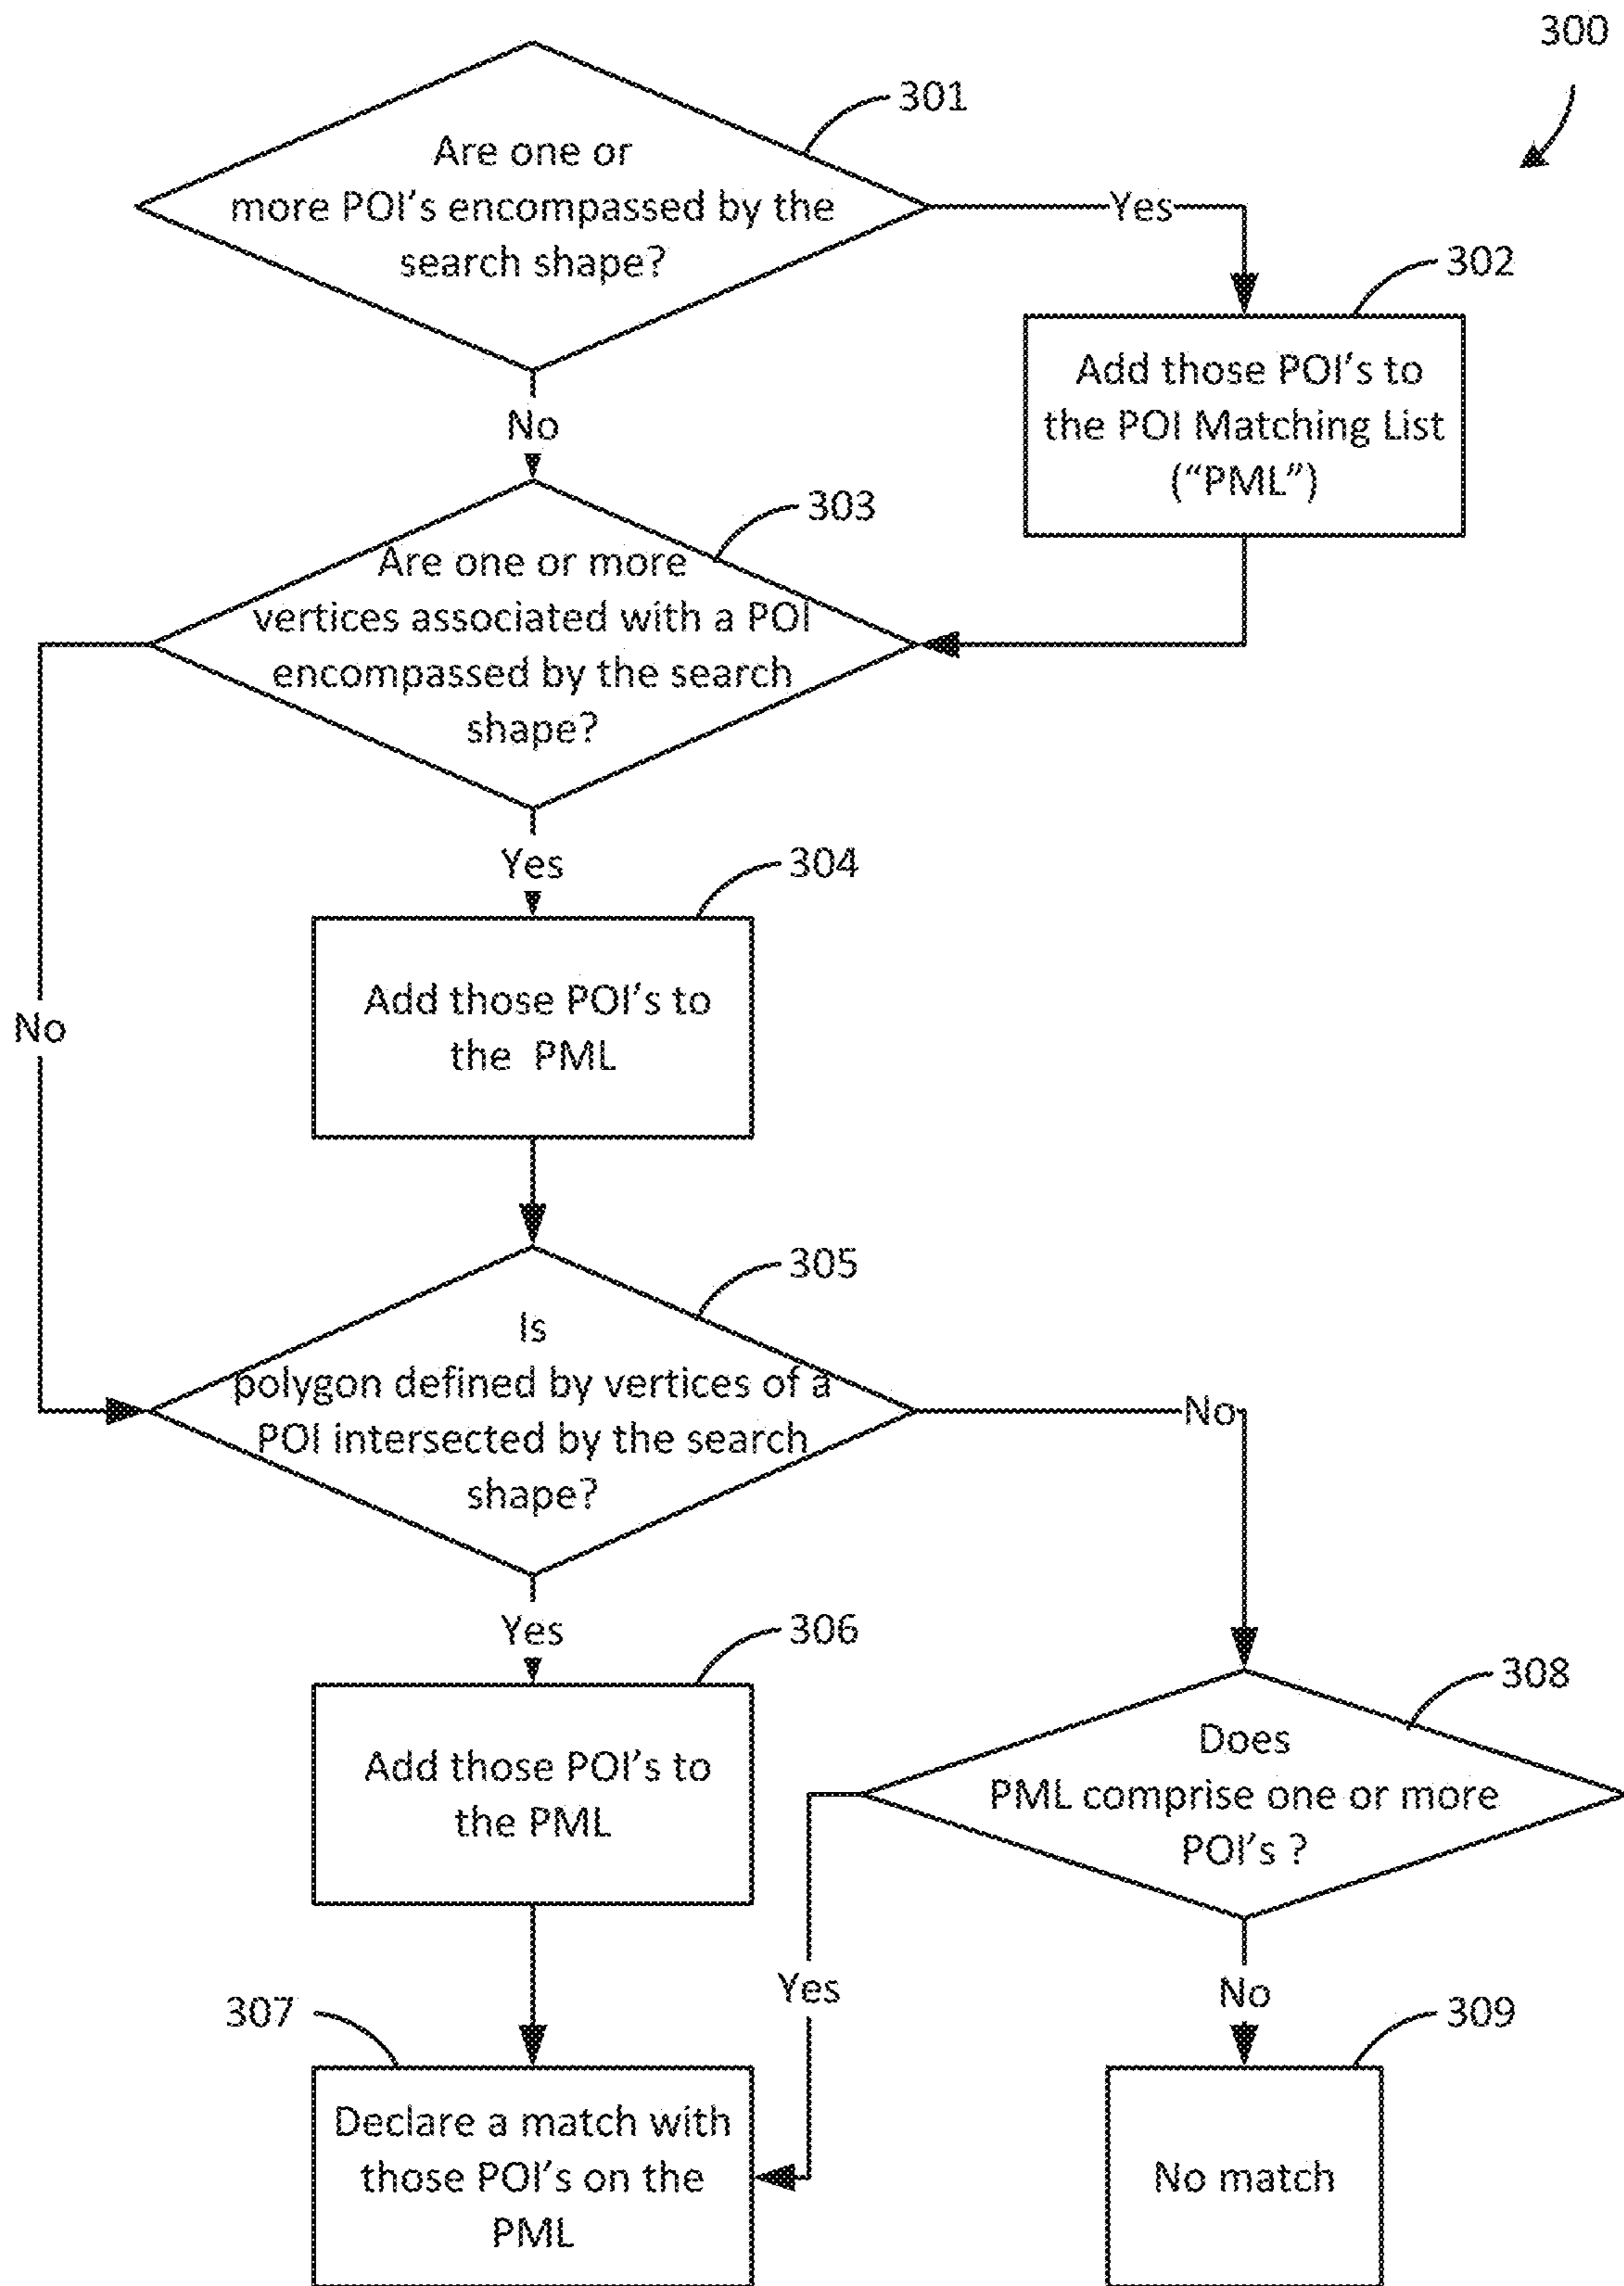 300
301
Are one or
more POI's encompassed by the
search shape?
Yes
302
Add those POI's to
the POI Matching List
("PML")
No
303
Are one or more
vertices associated with a POI
encompassed by the search
shape?
Yes
304
Add those POI's to
the PML
No
305
Is
polygon defined by vertices of a
POI intersected by the search
shape?
No
Yes
306
Add those POI's to
the PML
308
Does
PML comprise one or more
POI's ?
Yes
No
307
Declare a match with
those POI's on the
PML
309
No match